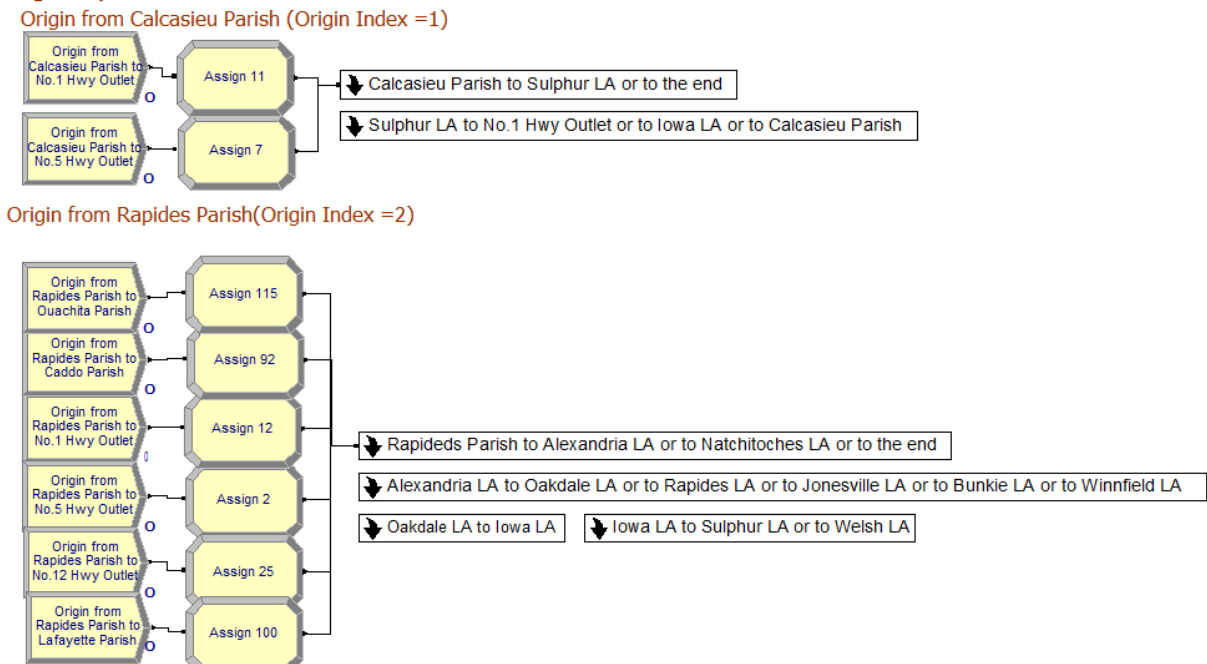 Origin from Calcasieu Parish (Origin Index =1)
Origin from
Calcasieu Parish to
No.1 Hwy Outlet
O
Assign 11
Calcasieu Parish to Sulphur LA or to the end
Origin from
Calcasieu Parish to
No.5 Hwy Outlet
O
Assign 7
Sulphur LA to No.1 Hwy Outlet or to Iowa LA or to Calcasieu Parish
Origin from Rapides Parish(Origin Index =2)
Origin from
Rapides Parish to
Ouachita Parish
O
Assign 115
Origin from
Rapides Parish to
Caddo Parish
O
Assign 92
Origin from
Rapides Parish to
No.1 Hwy Outlet
0
Assign 12
Rapideds Parish to Alexandria LA or to Natchitoches LA or to the end
Origin from
Rapides Parish to
No.5 Hwy Outlet
O
Assign 2
Alexandria LA to Oakdale LA or to Rapides LA or to Jonesville LA or to Bunkie LA or to Winnfield LA
Oakdale LA to Iowa LA
Iowa LA to Sulphur LA or to Welsh LA
Origin from
Rapides Parish to
No.12 Hwy Outlet
O
Assign 25
Origin from
Rapides Parish to
Lafayette Parish
O
Assign 100